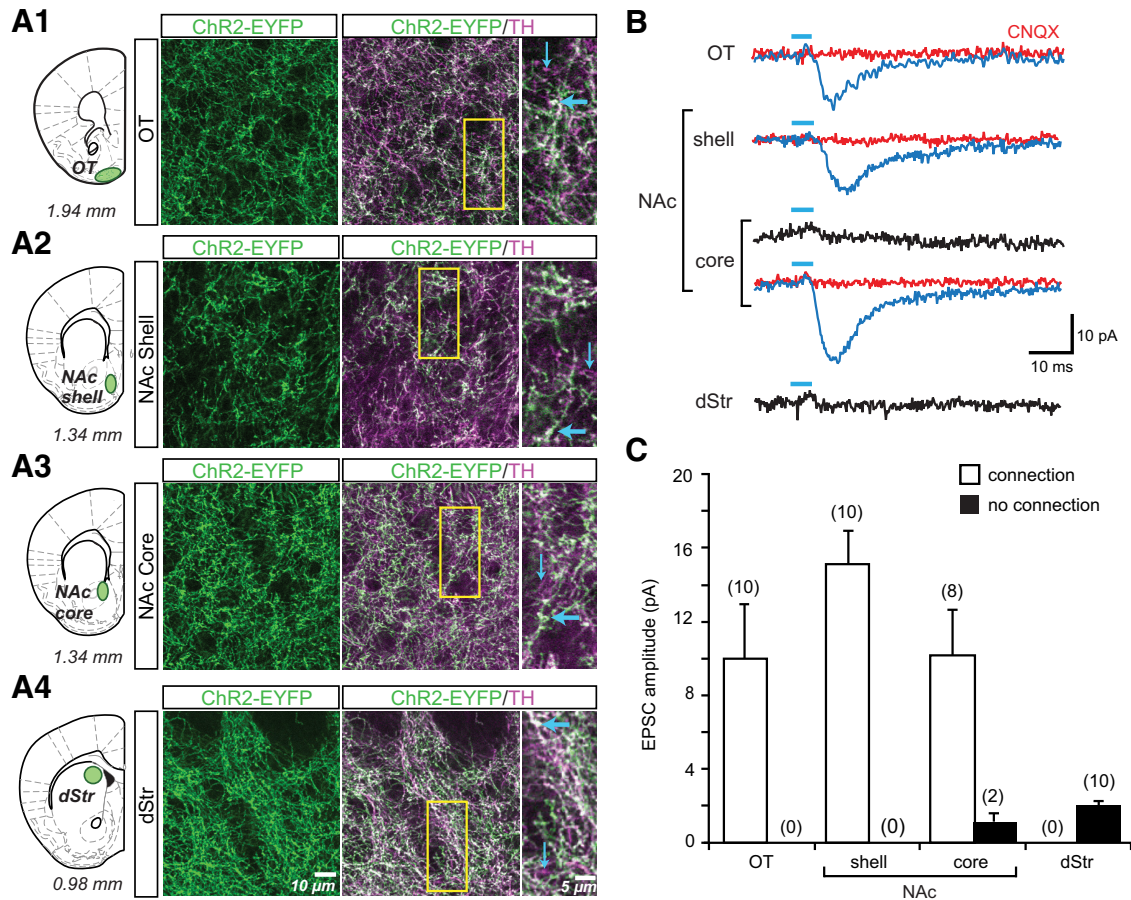 A1
ChR2-EYFP
ChR2-EYFP/TH
OT
OT
1.94 mm
A2
ChR2-EYFP
ChR2-EYFP/TH
NAc
shell
NAc Shell
1.34 mm
A3
ChR2-EYFP
ChR2-EYFP/TH
NAc
core
NAc Core
1.34 mm
A4
ChR2-EYFP
ChR2-EYFP/TH
dStr
dStr
0.98 mm
10 µm
5 µm
B
CNQX
OT
shell
NAc
core
10 pA
10 ms
dStr
C
connection
no connection
EPSC amplitude (pA)
20
16
12
8
4
0
(10)
(0)
(10)
(0)
(8)
(2)
(0)
(10)
OT
shell
core
dStr
NAc